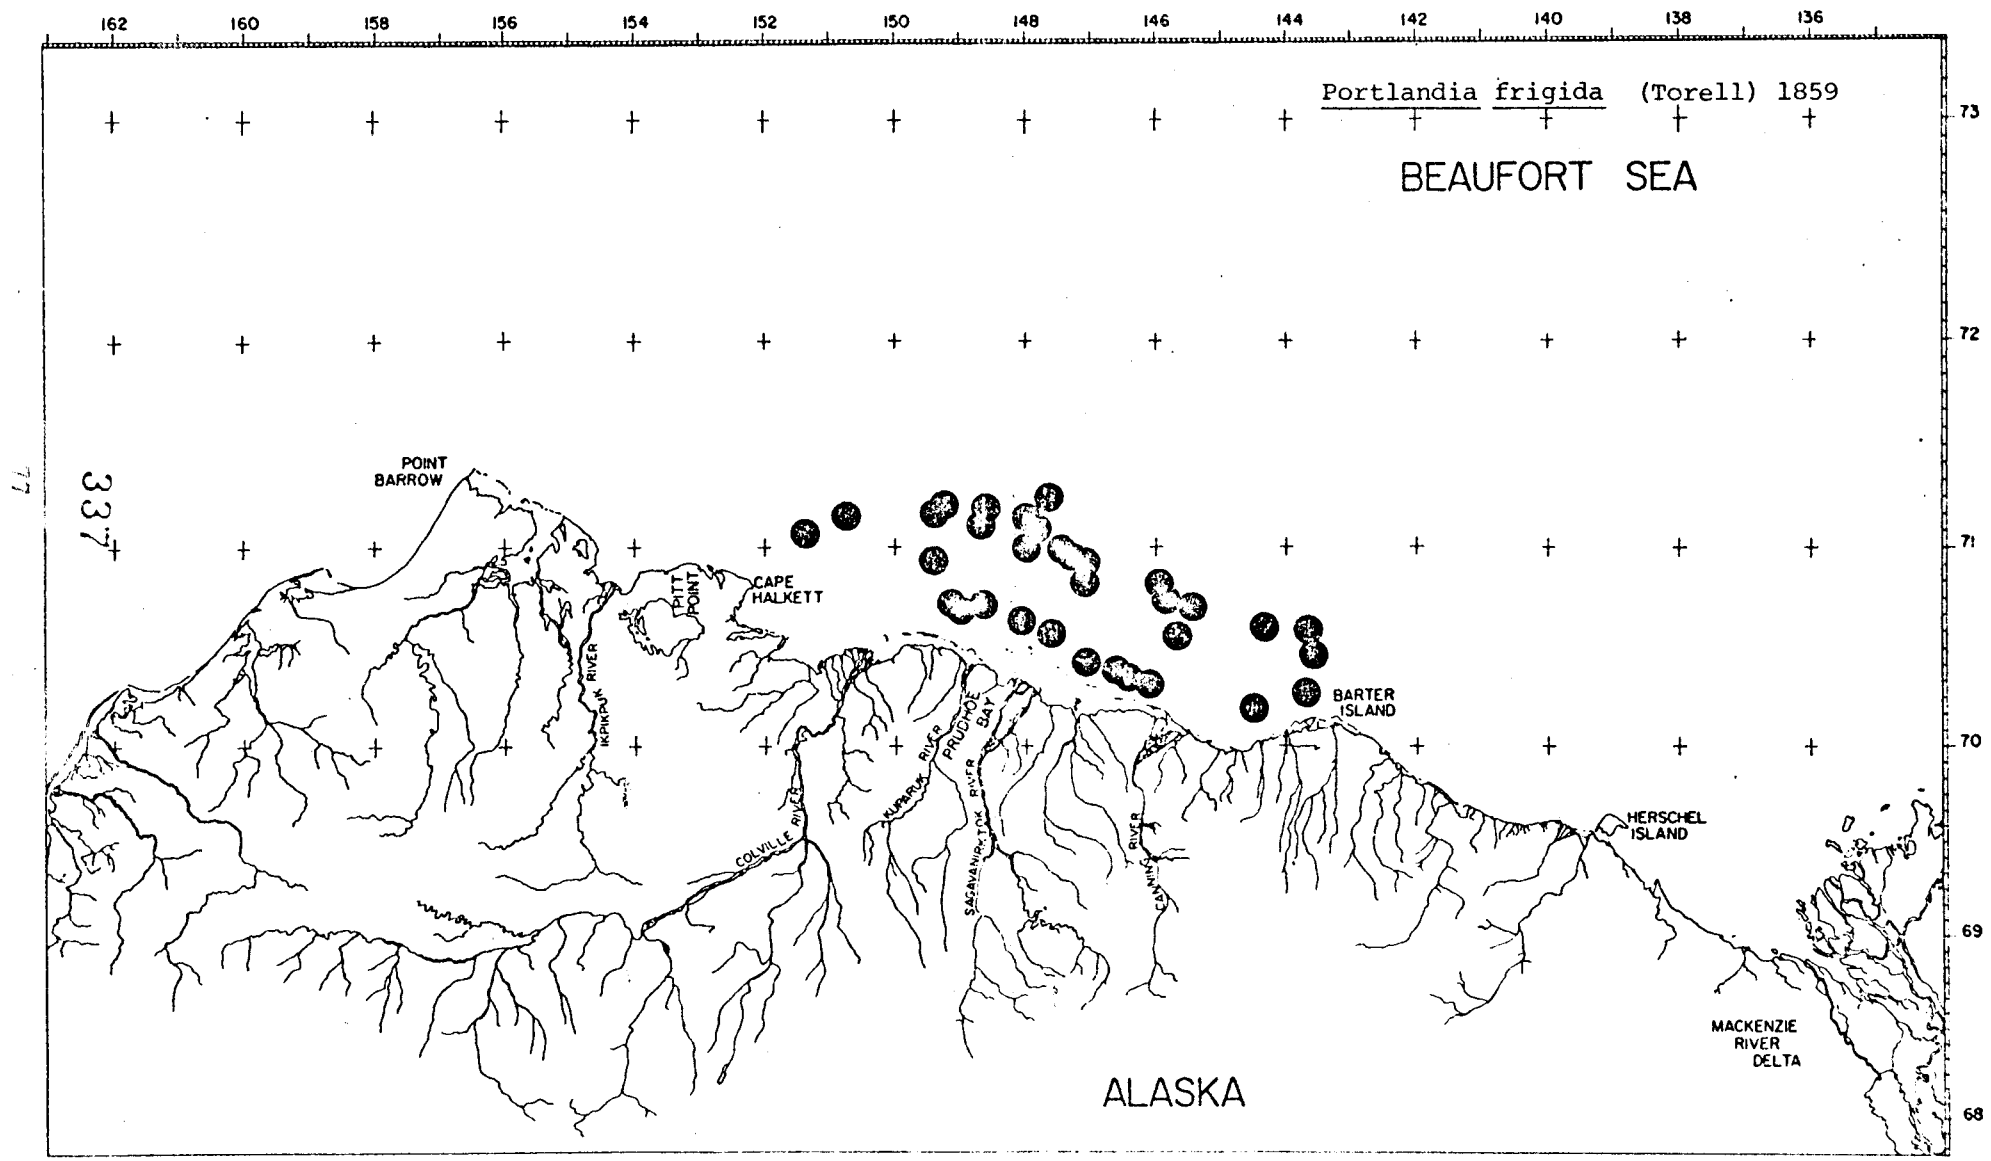 162 160 158 156 154 152 150 148 146 144 142 140 138 136
Portlandia frigida (Torell) 1859
73
BEAUFORT SEA
72
POINT
BARROW
77
337
71
PITT
POINT
CAPE
HALKETT
IKPIKPUK RIVER
BARTER
ISLAND
PRUDHOE
BAY
70
KUPARUK RIVER
COLVILLE RIVER
SAGAVANIRKTOK RIVER
CANNING RIVER
HERSCHEL
ISLAND
69
MACKENZIE
RIVER
DELTA
ALASKA
68